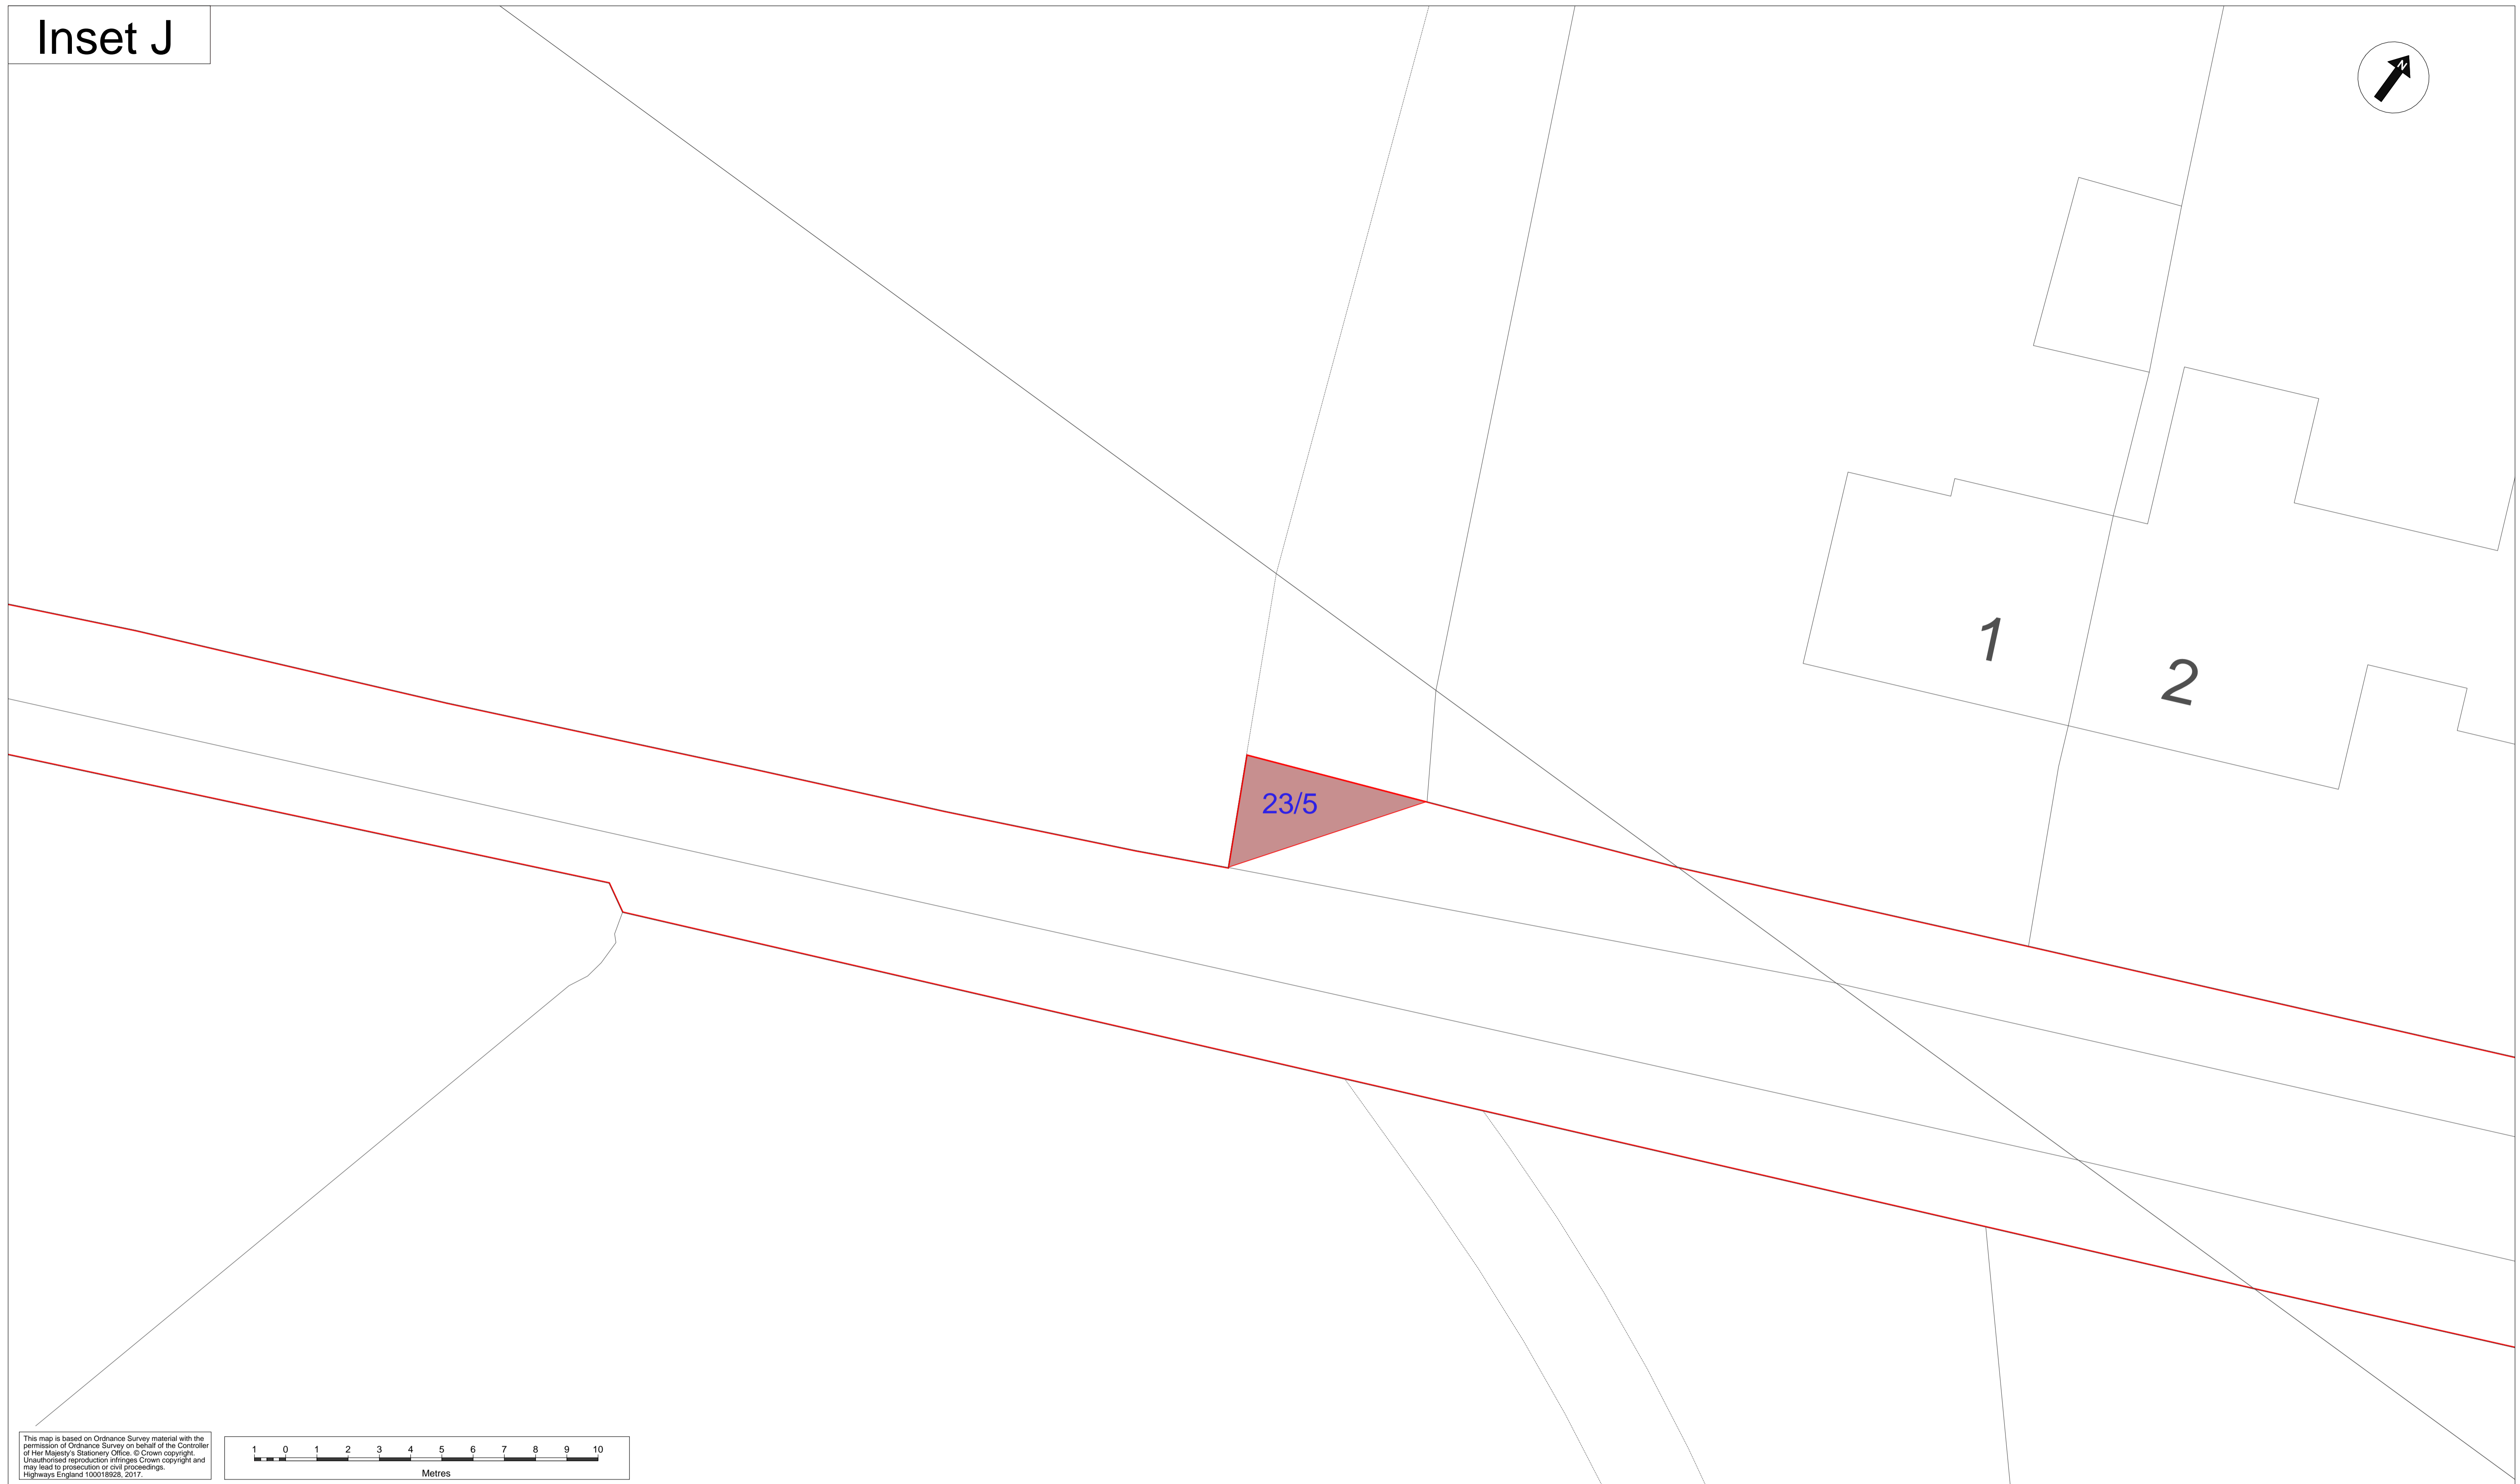 Inset J
N
1
2
23/5
This map is based on Ordnance Survey material with the
permission of Ordnance Survey on behalf of the Controller
of Her Majesty's Stationery Office. © Crown copyright.
Unauthorised reproduction infringes Crown copyright and
may lead to prosecution or civil proceedings.
Highways England 100018928, 2017.
1 0 1 2 3 4 5 6 7 8 9 10
Metres